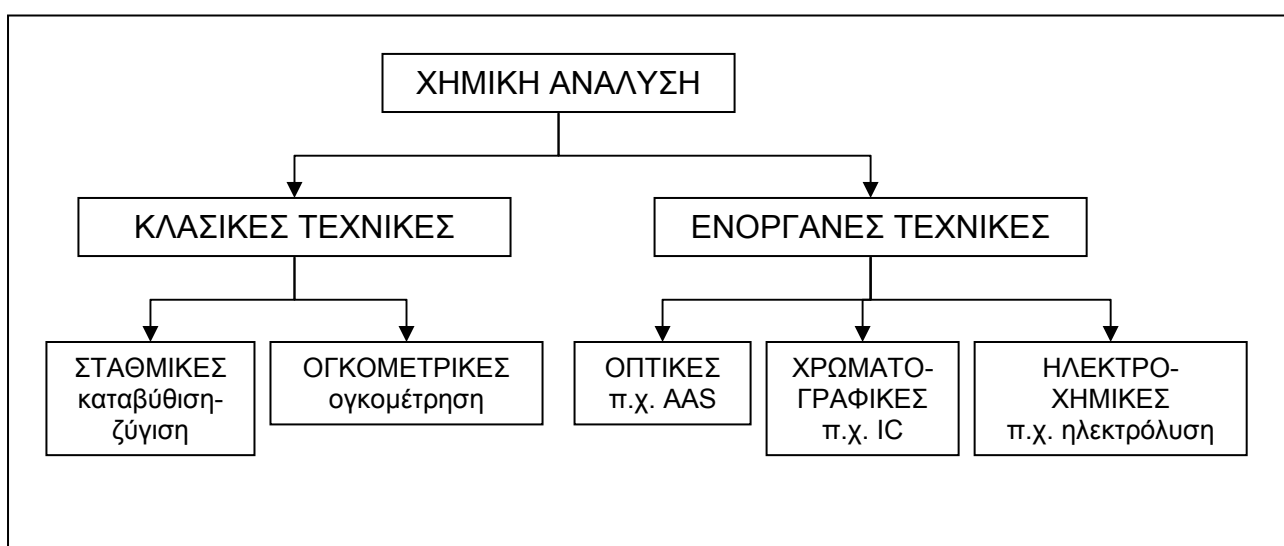 ΧΗΜΙΚΗ ΑΝΑΛΥΣΗ
ΚΛΑΣΙΚΕΣ ΤΕΧΝΙΚΕΣ
ΕΝΟΡΓΑΝΕΣ ΤΕΧΝΙΚΕΣ
ΣΤΑΘΜΙΚΕΣ
καταβύθιση-
ζύγιση
ΟΓΚΟΜΕΤΡΙΚΕΣ
ογκομέτρηση
ΟΠΤΙΚΕΣ
π.χ. AAS
ΧΡΩΜΑΤΟ-
ΓΡΑΦΙΚΕΣ
π.χ. IC
ΗΛΕΚΤΡΟ-
ΧΗΜΙΚΕΣ
π.χ. ηλεκτρόλυση